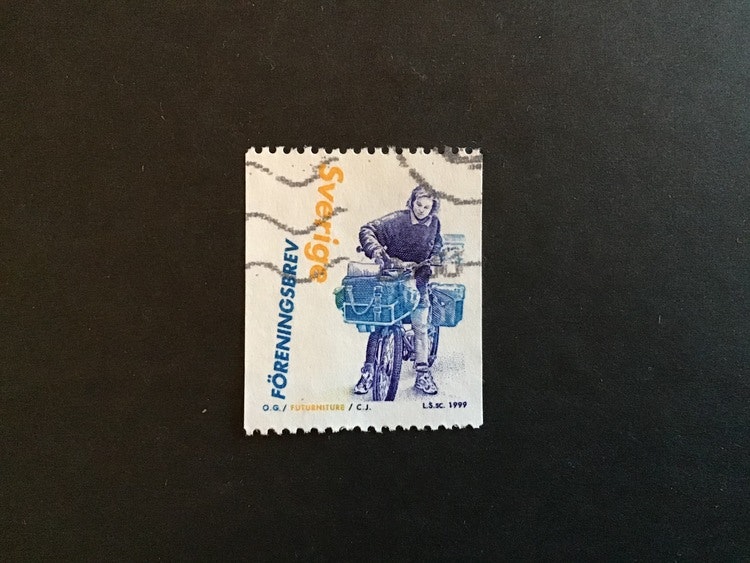 Sverige
FÖRENINGSBREV
O.G./ FUTURNITURE / C.J.
L.S.sc. 1999